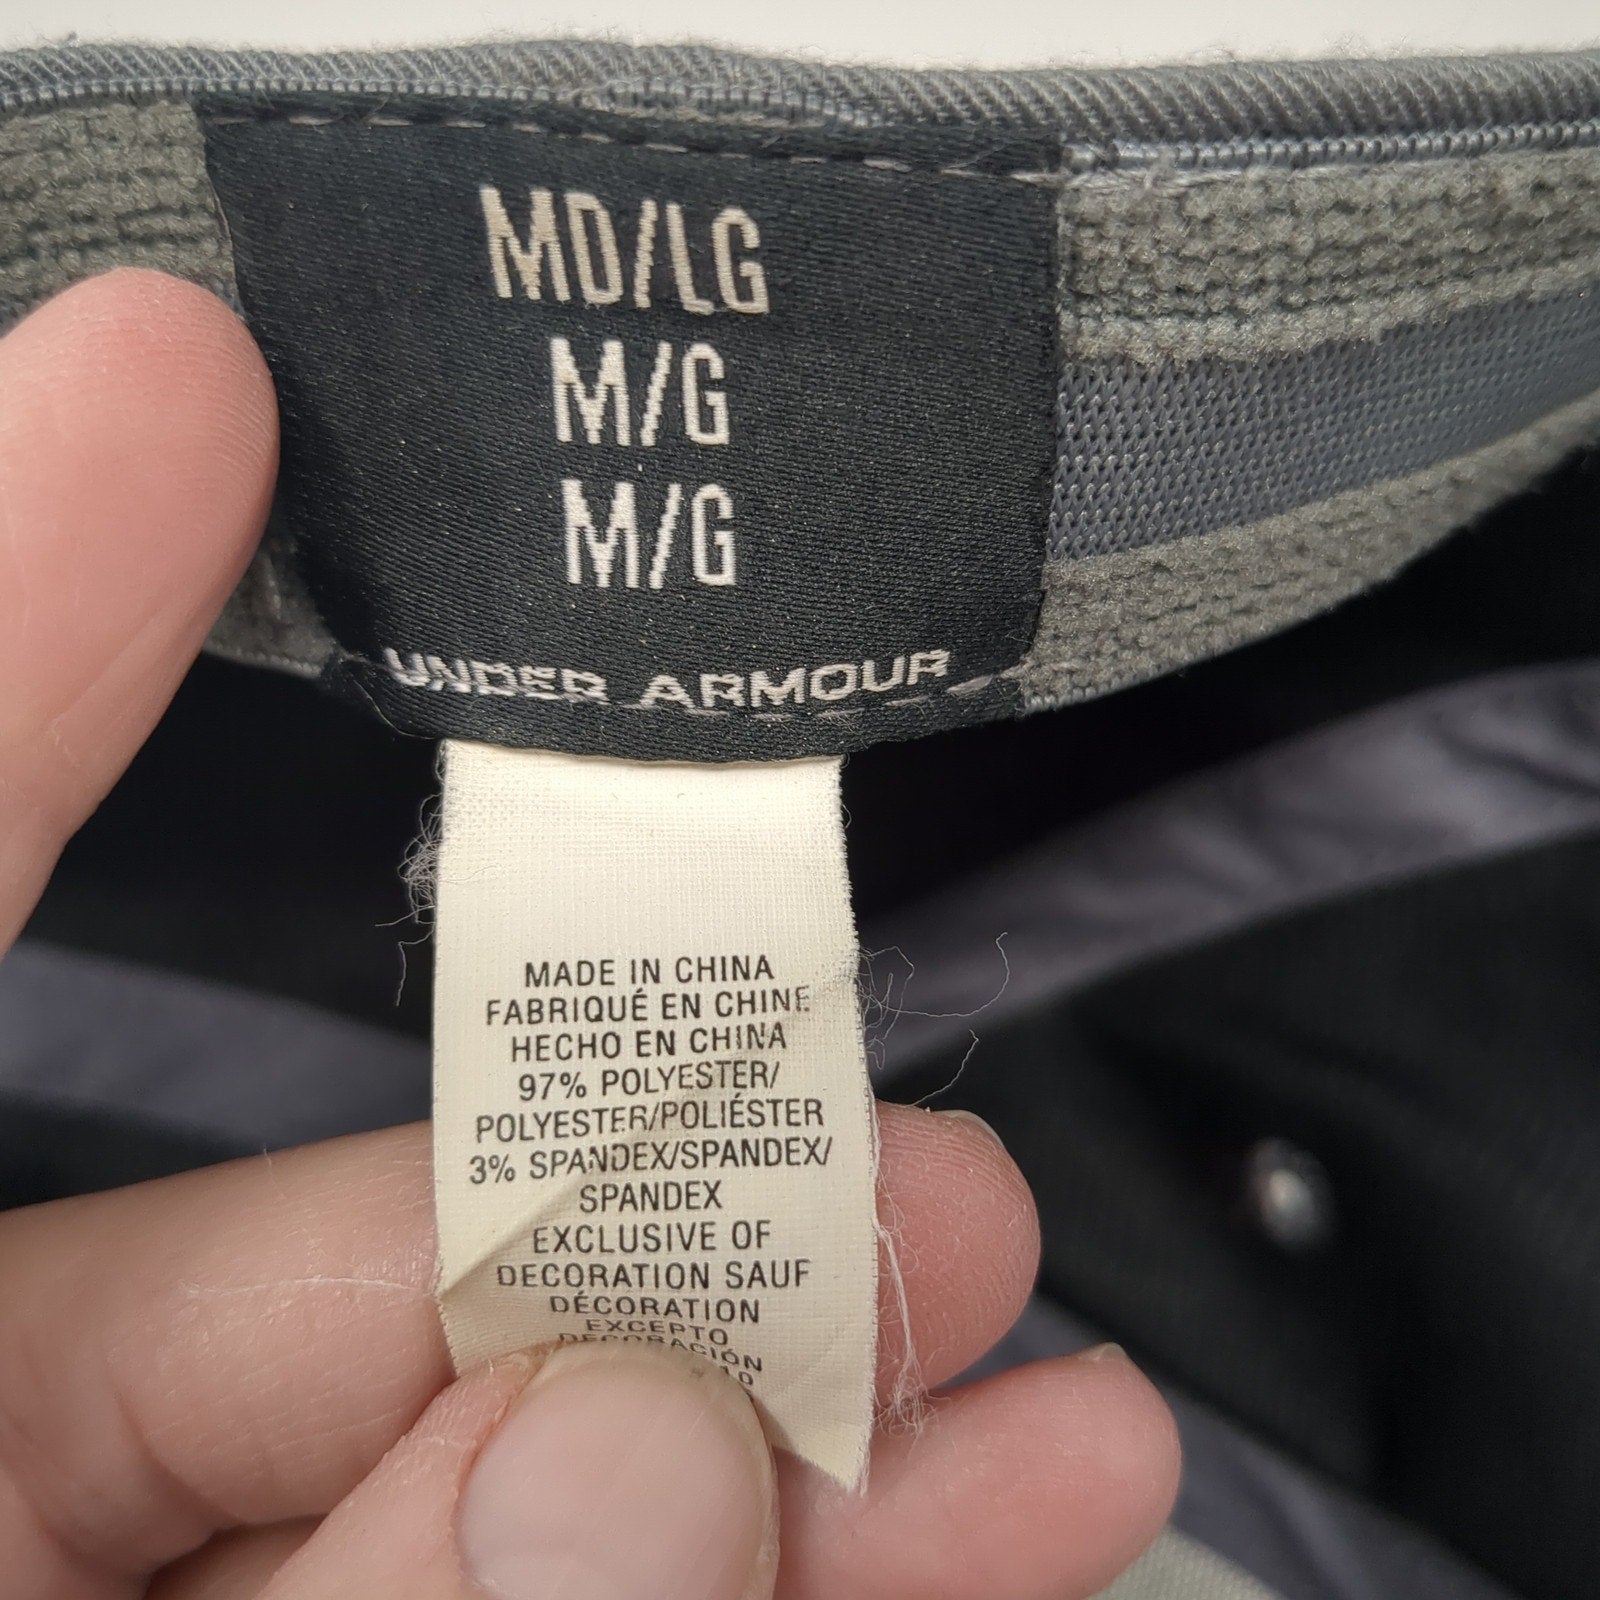 MD/LG
M/G
M/G
UNDER ARMOUR
MADE IN CHINA
FABRIQUÉ EN CHINE
HECHO EN CHINA
97% POLYESTER/
POLYESTER/POLIÉSTER
3% SPANDEX/SPANDEX/
SPANDEX
EXCLUSIVE OF
DECORATION SAUF
DÉCORATION
EXCEPTO
DECORACIÓN